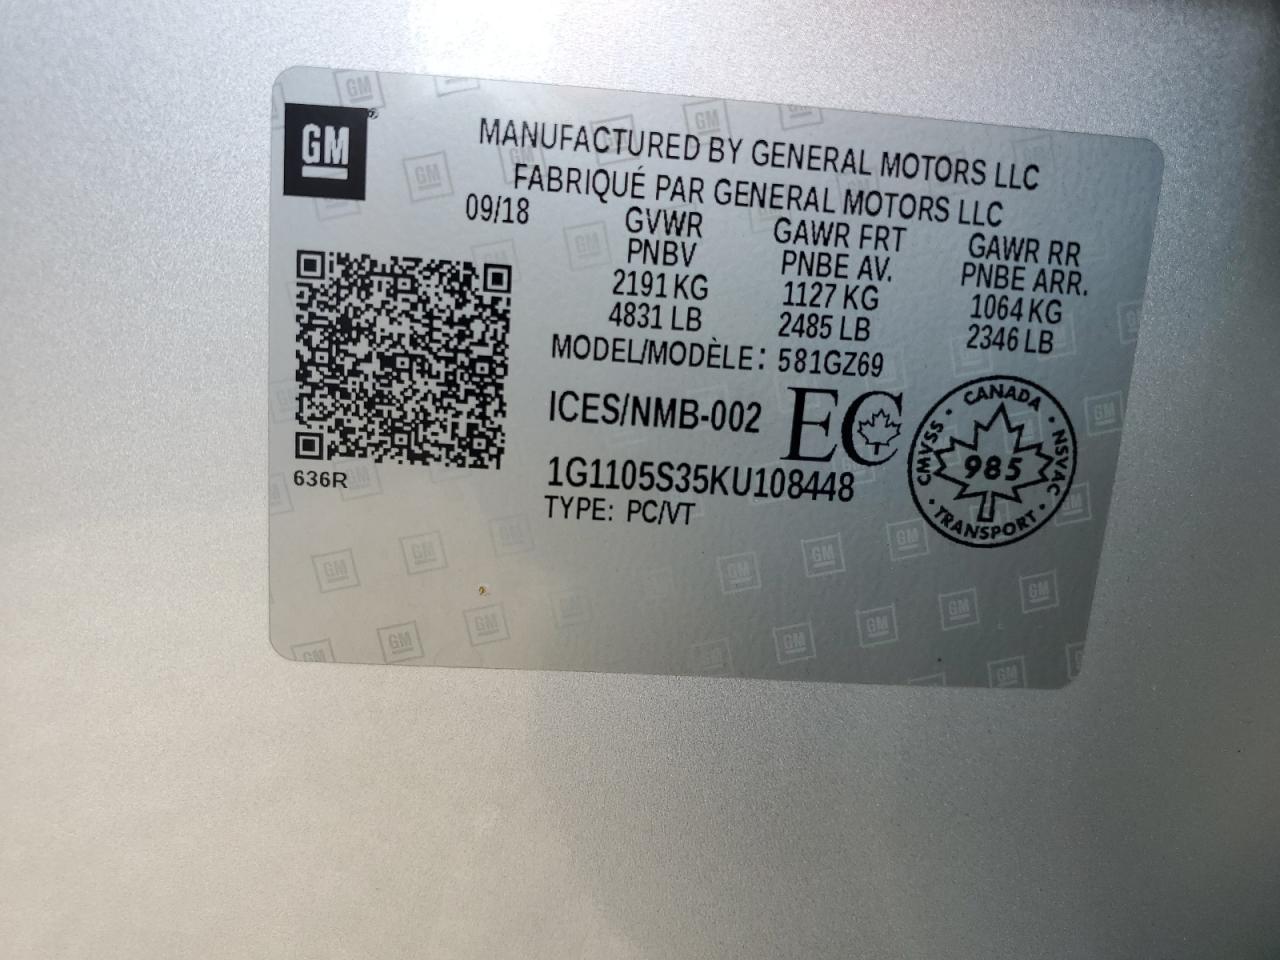 GM
MANUFACTURED BY GENERAL MOTORS LLC
FABRIQUÉ PAR GENERAL MOTORS LLC
09/18
GVWR GAWR FRT GAWR RR
PNBV PNBE AV. PNBE ARR.
2191 KG 1127 KG 1064 KG
4831 LB 2485 LB 2346 LB
MODEL/MODÈLE: 581GZ69
ICES/NMB-002 EC
1G1105S35KU108448
TYPE: PC/VT
636R
CANADA
CMVSS 985 NSVAC
TRANSPORT